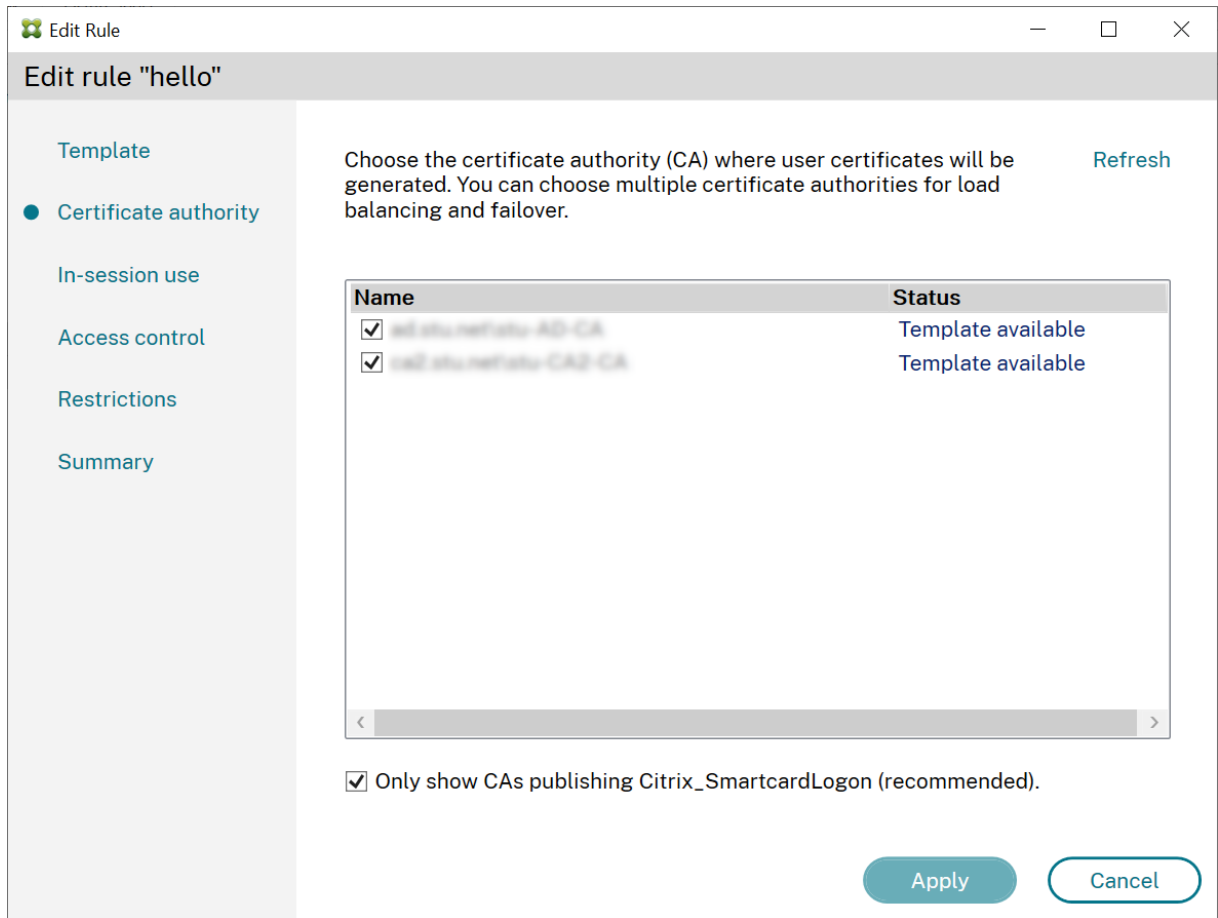 Edit Rule
Edit rule "hello"
Template
Certificate authority
In-session use
Access control
Restrictions
Summary
Choose the certificate authority (CA) where user certificates will be
generated. You can choose multiple certificate authorities for load
balancing and failover.
Refresh
Name Status
Template available
Template available
Only show CAs publishing Citrix_SmartcardLogon (recommended).
Apply Cancel